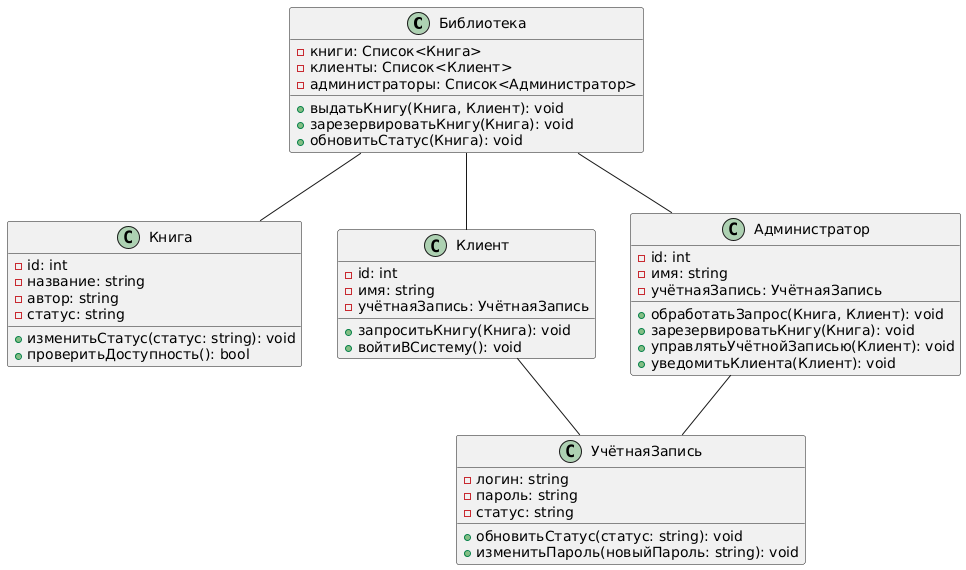 C Библиотека
книги: Список<Книга>
клиенты: Список<Клиент>
администраторы: Список<Администратор>
выдатьКнигу(Книга, Клиент): void
зарезервироватьКнигу(Книга): void
обновитьСтатус(Книга): void
C Книга
id: int
название: string
автор: string
статус: string
изменитьСтатус(статус: string): void
проверитьДоступность(): bool
C Клиент
id: int
имя: string
учётнаяЗапись: УчётнаяЗапись
запроситьКнигу(Книга): void
войтиВСистему(): void
C Администратор
id: int
имя: string
учётнаяЗапись: УчётнаяЗапись
обработатьЗапрос(Книга, Клиент): void
зарезервироватьКнигу(Книга): void
управлятьУчётнойЗаписью(Клиент): void
уведомитьКлиента(Клиент): void
C УчётнаяЗапись
логин: string
пароль: string
статус: string
обновитьСтатус(статус: string): void
изменитьПароль(новыйПароль: string): void